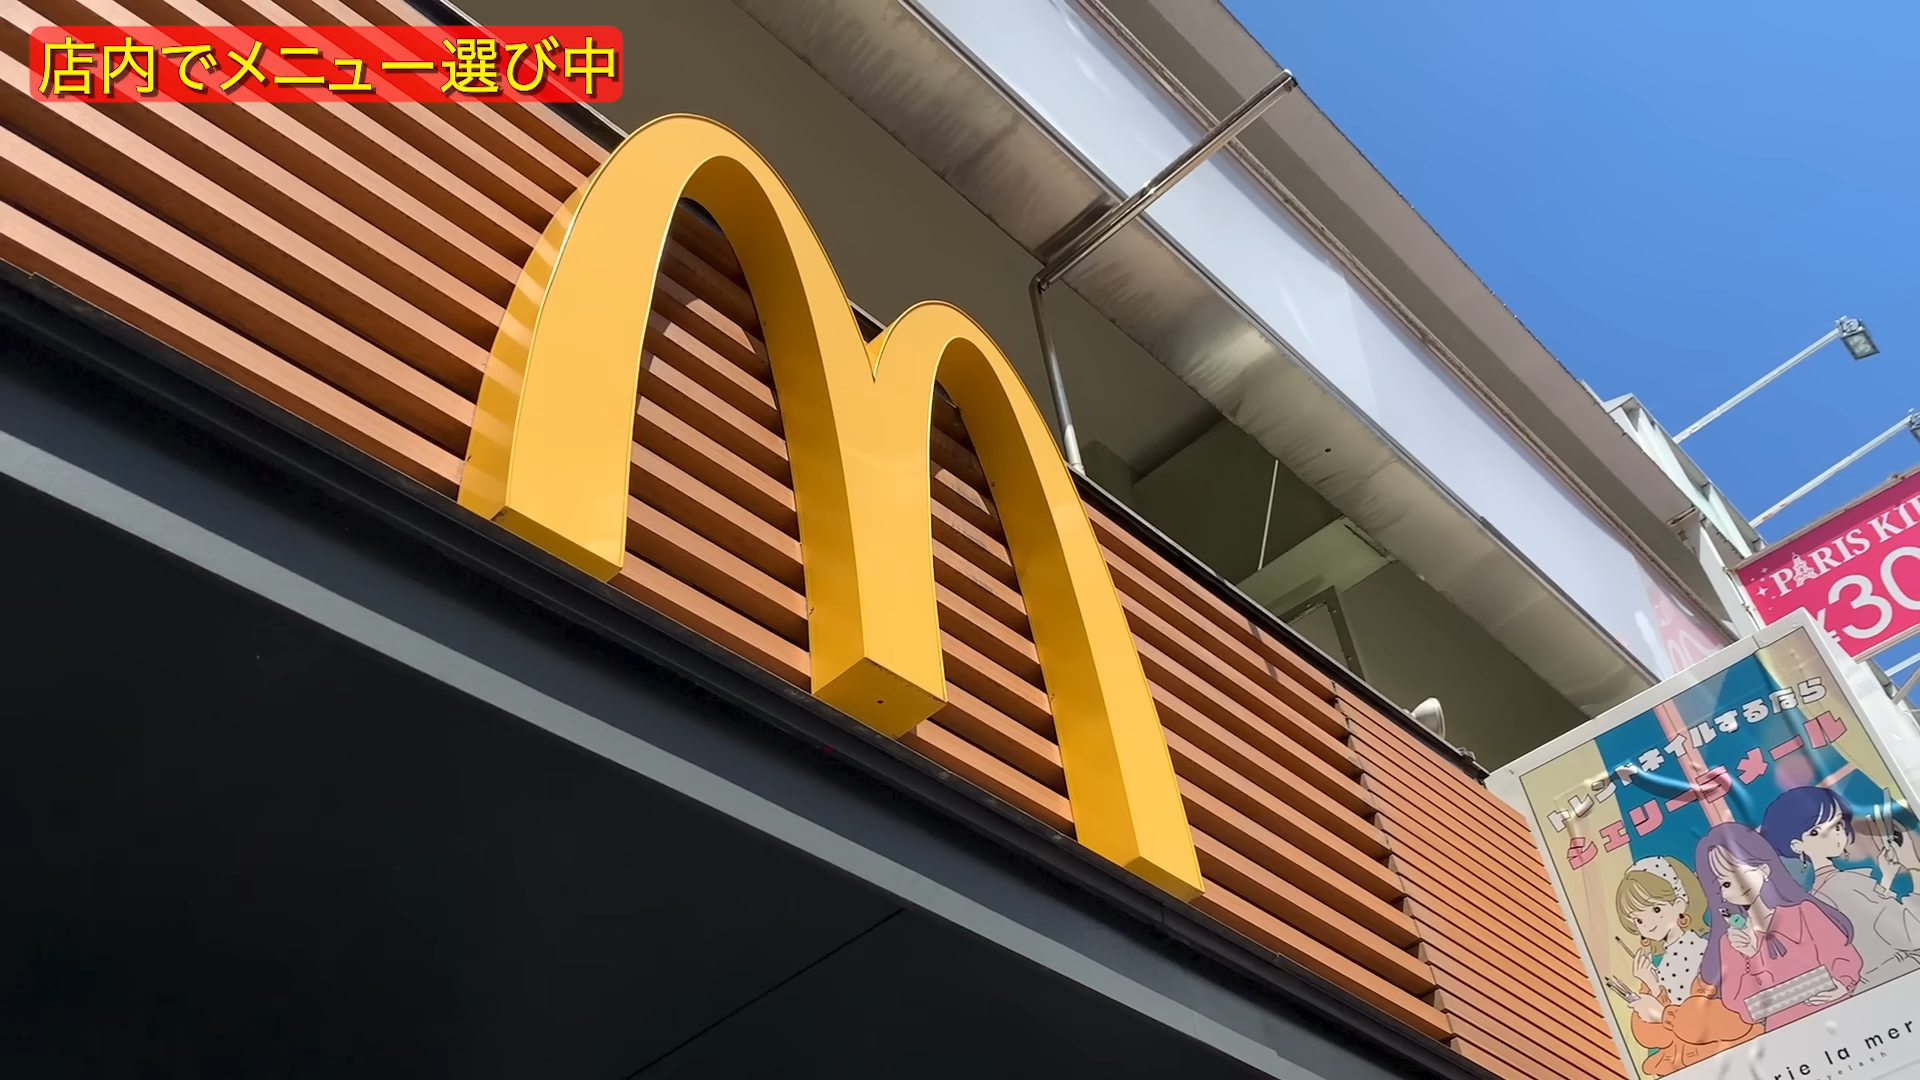 店内でメニュー選び中
PARIS KI
¥30
トレンドネイルするなら
シェリーラメール
rie la mer
eyelash